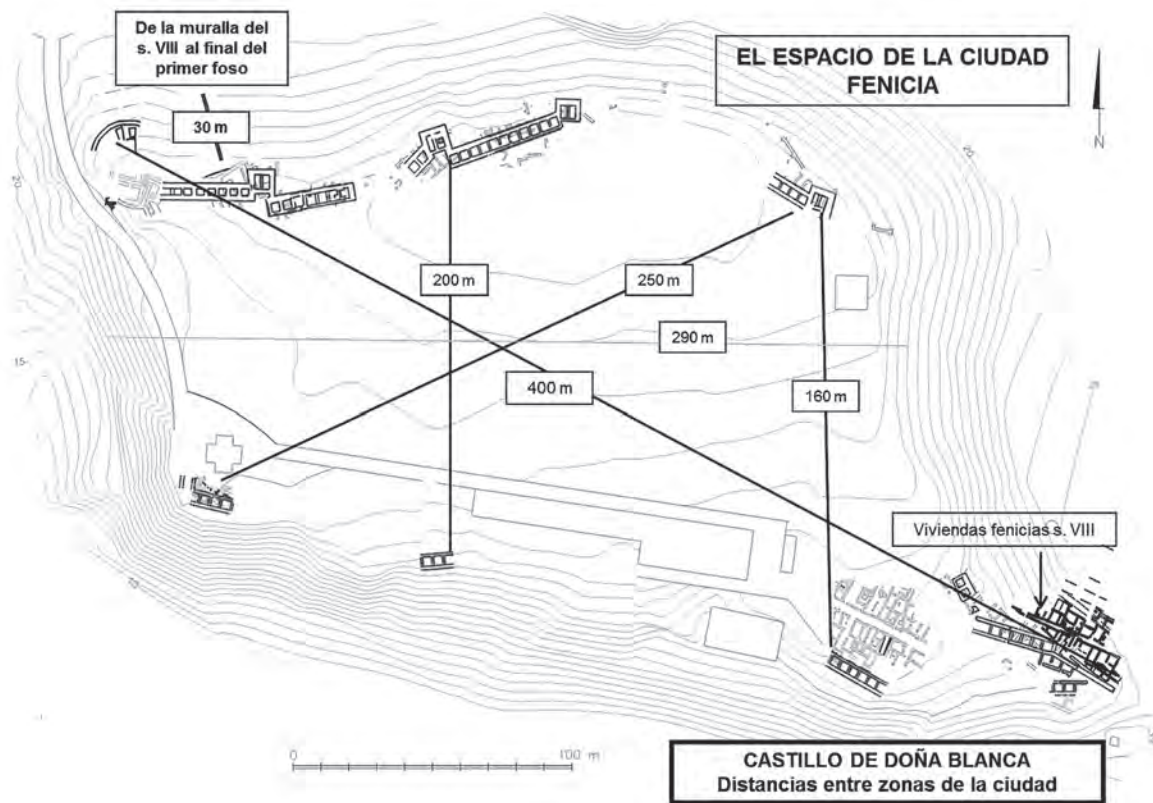 De la muralla del
s. VIII al final del
primer foso
30 m
EL ESPACIO DE LA CIUDAD
FENICIA
N
20
20
200 m
250 m
290 m
15
400 m
160 m
Viviendas fenicias s. VIII
10
0
100 m
CASTILLO DE DOÑA BLANCA
Distancias entre zonas de la ciudad